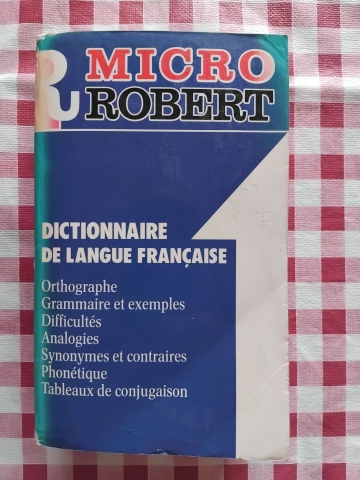 MICRO
ROBERT
DICTIONNAIRE
DE LANGUE FRANÇAISE
Orthographe
Grammaire et exemples
Difficultés
Analogies
Synonymes et contraires
Phonétique
Tableaux de conjugaison